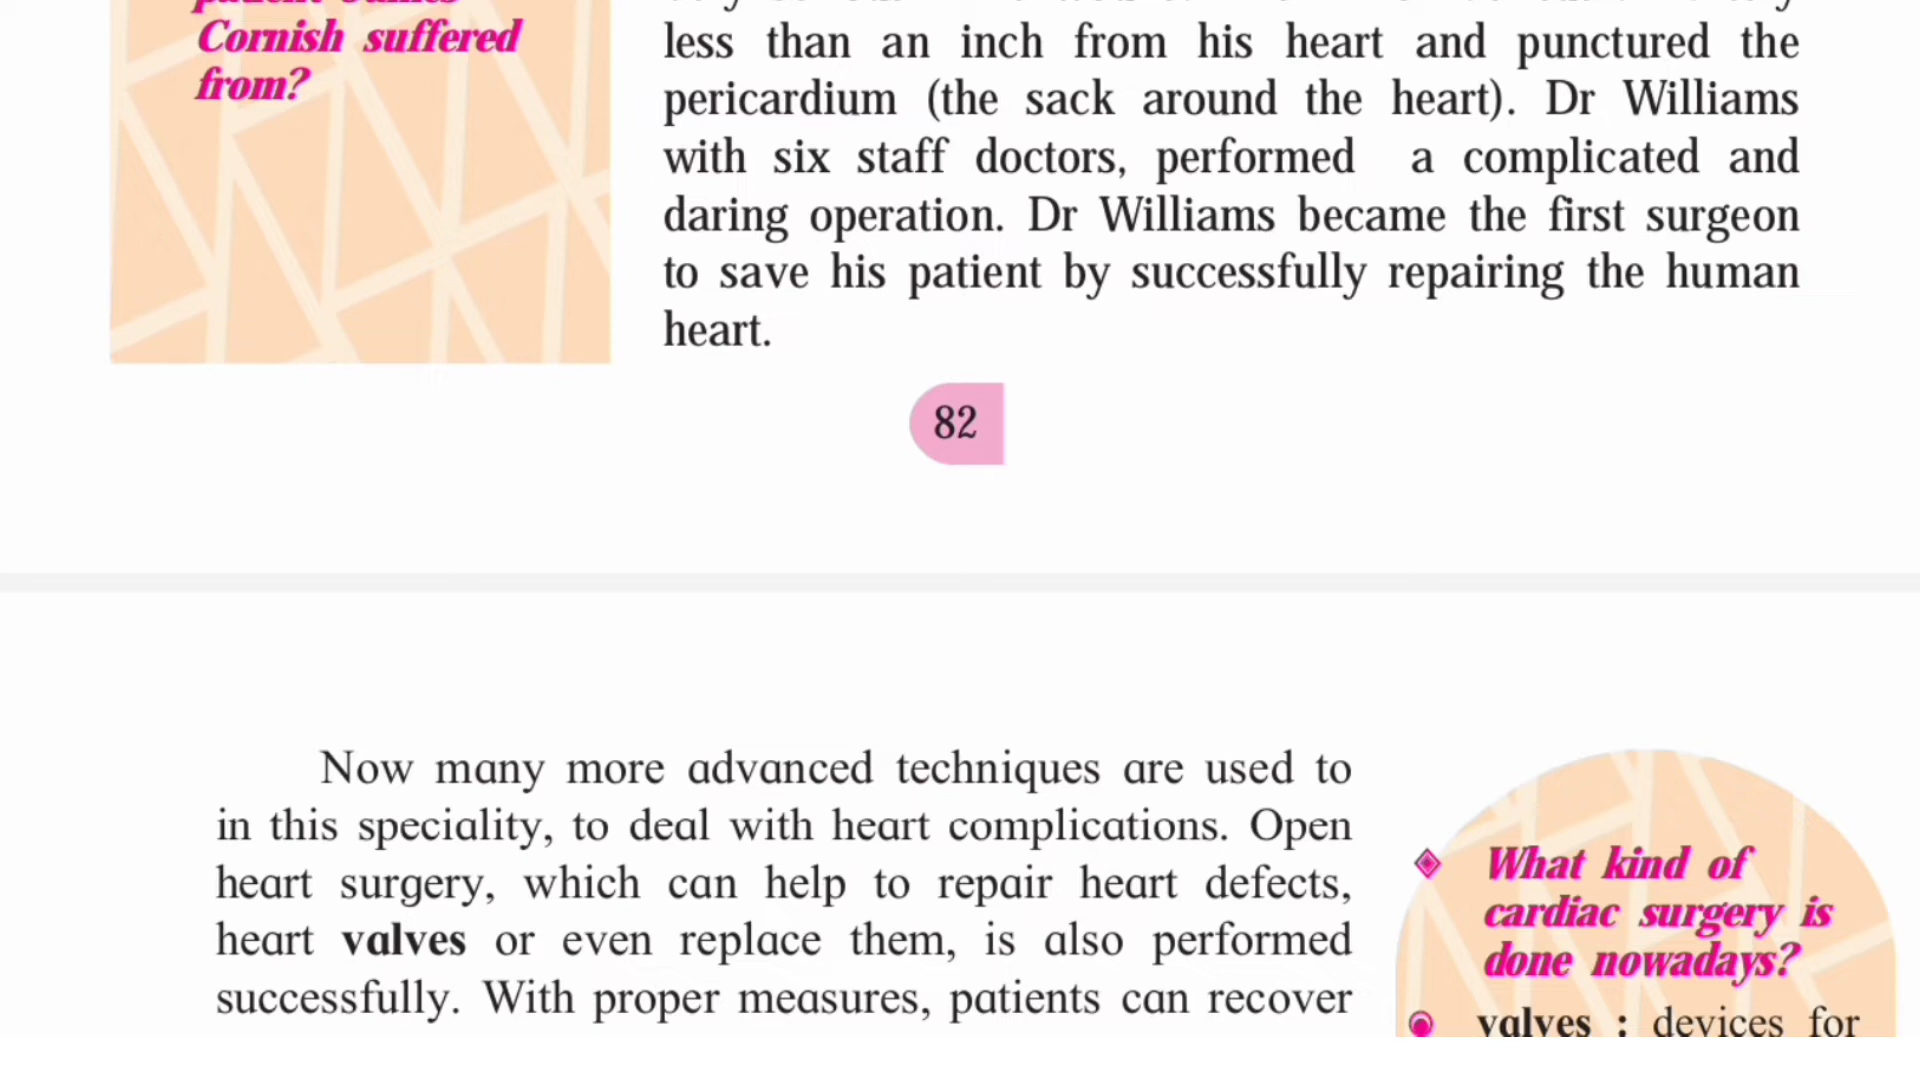 Cornish suffered
from?
less than an inch from his heart and punctured the
pericardium (the sack around the heart). Dr Williams
with six staff doctors, performed a complicated and
daring operation. Dr Williams became the first surgeon
to save his patient by successfully repairing the human
heart.
82
Now many more advanced techniques are used to
in this speciality, to deal with heart complications. Open
heart surgery, which can help to repair heart defects,
heart valves or even replace them, is also performed
successfully. With proper measures, patients can recover
What kind of
cardiac surgery is
done nowadays?
valves : devices for